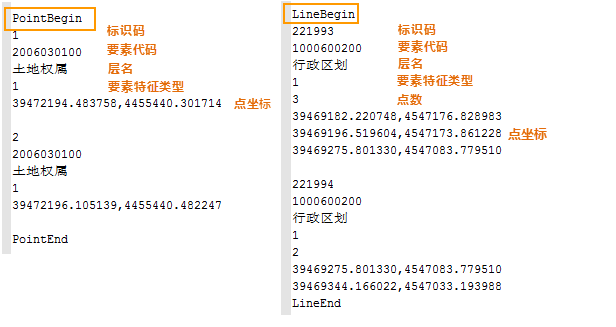 PointBegin
1 标识码
2006030100 要素代码
土地权属 层名
1 要素特征类型
39472194.483758,4455440.301714 点坐标
2
2006030100
土地权属
1
39472196.105139,4455440.482247
PointEnd
LineBegin
221993 标识码
1000600200 要素代码
行政区划 层名
1 要素特征类型
3 点数
39469182.220748,4547176.828983
39469196.519604,4547173.861228 点坐标
39469275.801330,4547083.779510
221994
1000600200
行政区划
1
2
39469275.801330,4547083.779510
39469344.166022,4547033.193988
LineEnd